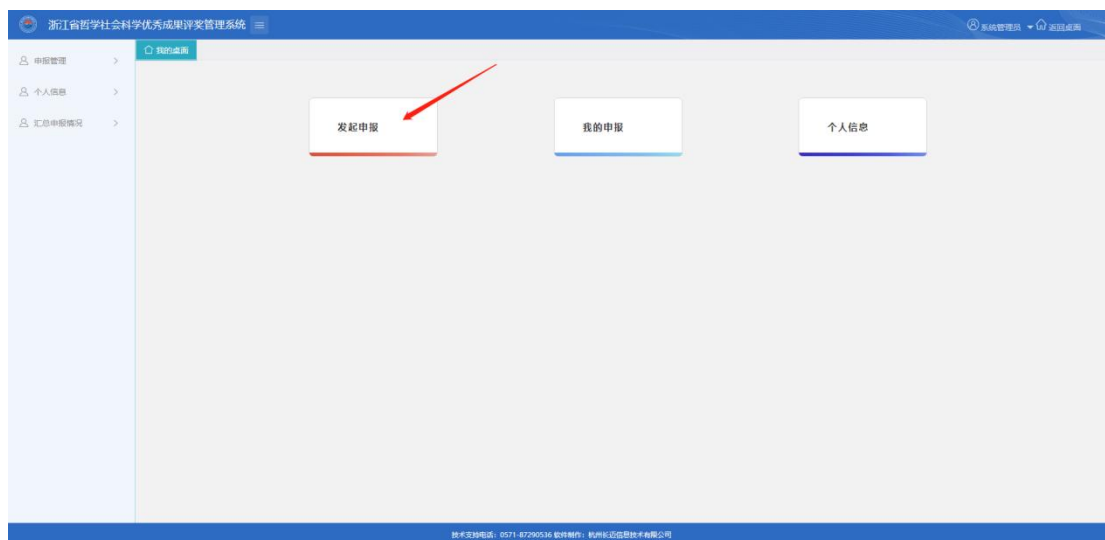 浙江省哲学社会科学优秀成果评奖管理系统
系统管理员 返回桌面
我的桌面
申报管理
个人信息
汇总申报情况
发起申报
我的申报
个人信息
技术支持电话：0571-87290536 软件制作：杭州长迈信息技术有限公司